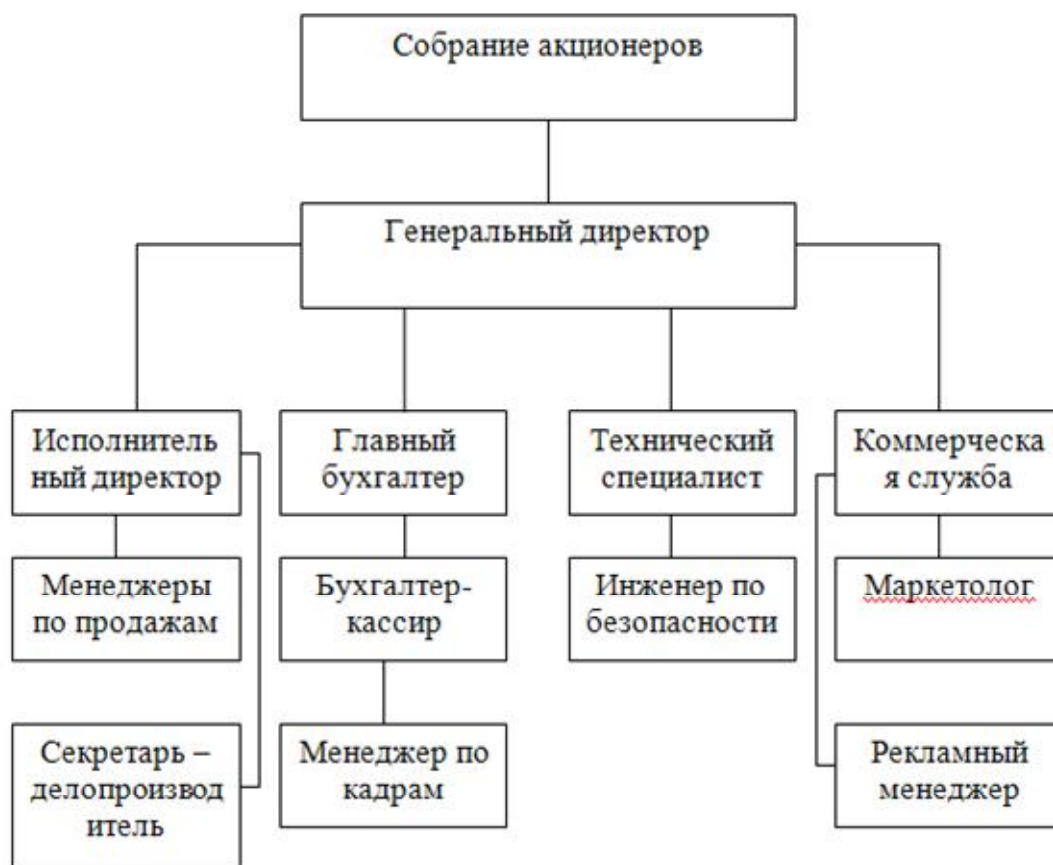 Собрание акционеров
Генеральный директор
Исполнитель
ный директор
Главный
бухгалтер
Технический
специалист
Коммерческа
я служба
Менеджеры
по продажам
Бухгалтер-
кассир
Инженер по
безопасности
Маркетолог
Секретарь –
делопроизвод
итель
Менеджер по
кадрам
Рекламный
менеджер